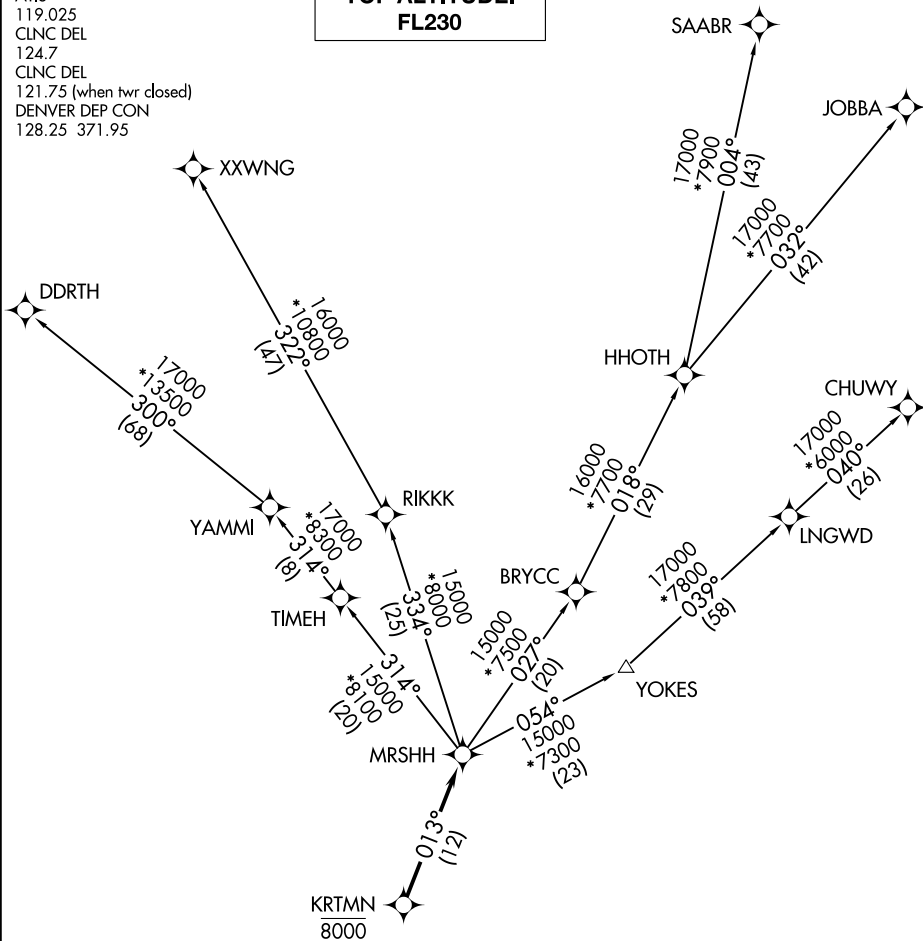 119.025
CLNC DEL
124.7
CLNC DEL
121.75 (when twr closed)
DENVER DEP CON
128.25 371.95
TOP ALTITUDE:
FL230
SAABR
JOBBA
17000
*7900
004°
(43)
17000
*7700
032°
(42)
XXWNG
DDRTH
16000
*10800
322°
(47)
HHOTH
CHUWY
17000
*13500
300°
(68)
17000
*6000
040°
(26)
16000
*7700
018°
(29)
RIKKK
YAMMI
LNGWD
17000
*8300
314°
(8)
BRYCC
TIMEH
17000
*7800
039°
(58)
15000
*8000
334°
(25)
15000
*7500
027°
(20)
YOKES
314°
15000
*8100
(20)
054°
15000
*7300
(23)
MRSHH
013°
(12)
KRTMN
8000